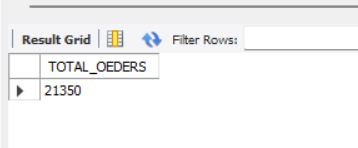 Result Grid Filter Rows:
TOTAL_OEDERS
21350